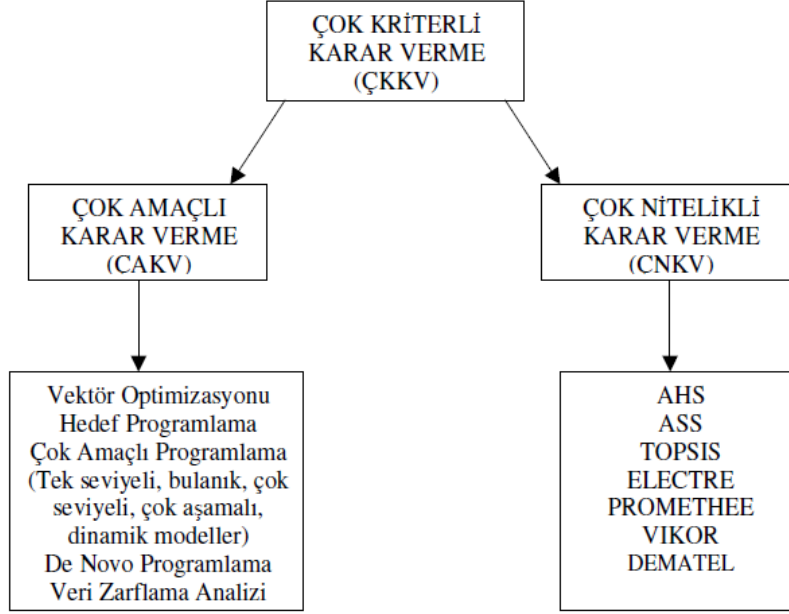 ÇOK KRİTERLİ
KARAR VERME
(ÇKKV)
ÇOK AMAÇLI
KARAR VERME
(CAKV)
ÇOK NİTELİKLİ
KARAR VERME
(CNKV)
Vektör Optimizasyonu
Hedef Programlama
Çok Amaçlı Programlama
(Tek seviyeli, bulanık, çok
seviyeli, çok aşamalı,
dinamik modeller)
De Novo Programlama
Veri Zarflama Analizi
AHS
ASS
TOPSIS
ELECTRE
PROMETHEE
VIKOR
DEMATEL